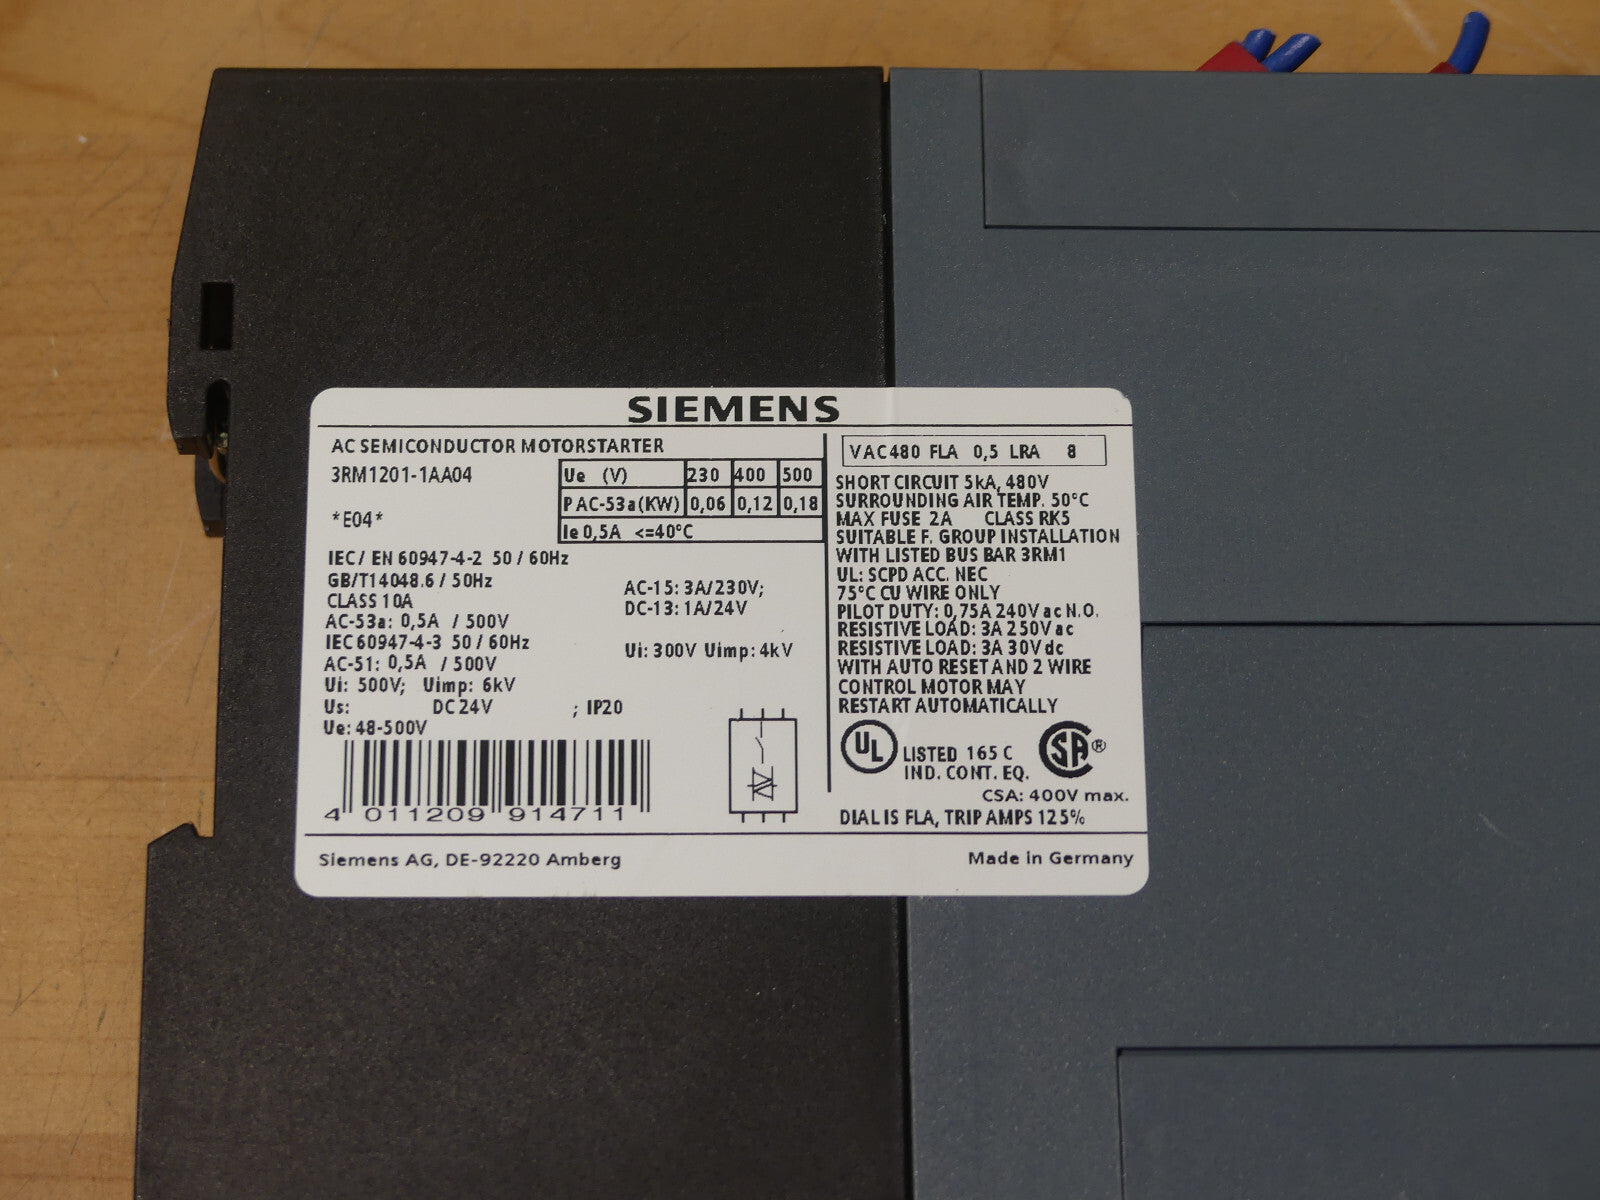 SIEMENS
AC SEMICONDUCTOR MOTORSTARTER
3RM1201-1AA04
*E04*
Ue (V) 230 400 500
P AC-53a(KW) 0,06 0,12 0,18
Ie 0,5A <=40°C
IEC/ EN 60947-4-2 50 / 60Hz
GB/T14048.6 / 50Hz
CLASS 10A
AC-53a: 0,5A / 500V
IEC 60947-4-3 50 / 60Hz
AC-51: 0,5A / 500V
Ui: 500V; Uimp: 6kV
Us: DC 24V ; IP20
Ue: 48-500V
AC-15: 3A/230V;
DC-13: 1A/24V
Ui: 300V Uimp: 4kV
4 011209 914711
VAC480 FLA 0,5 LRA 8
SHORT CIRCUIT 5kA, 480V
SURROUNDING AIR TEMP. 50°C
MAX FUSE 2A CLASS RK5
SUITABLE F. GROUP INSTALLATION
WITH LISTED BUS BAR 3RM1
UL: SCPD ACC. NEC
75°C CU WIRE ONLY
PILOT DUTY: 0,75A 240V ac N.O.
RESISTIVE LOAD: 3A 250V ac
RESISTIVE LOAD: 3A 30V dc
WITH AUTO RESET AND 2 WIRE
CONTROL MOTOR MAY
RESTART AUTOMATICALLY
UL LISTED 165 C SA ®
IND. CONT. EQ.
CSA: 400V max.
DIAL IS FLA, TRIP AMPS 125%
Siemens AG, DE-92220 Amberg
Made in Germany